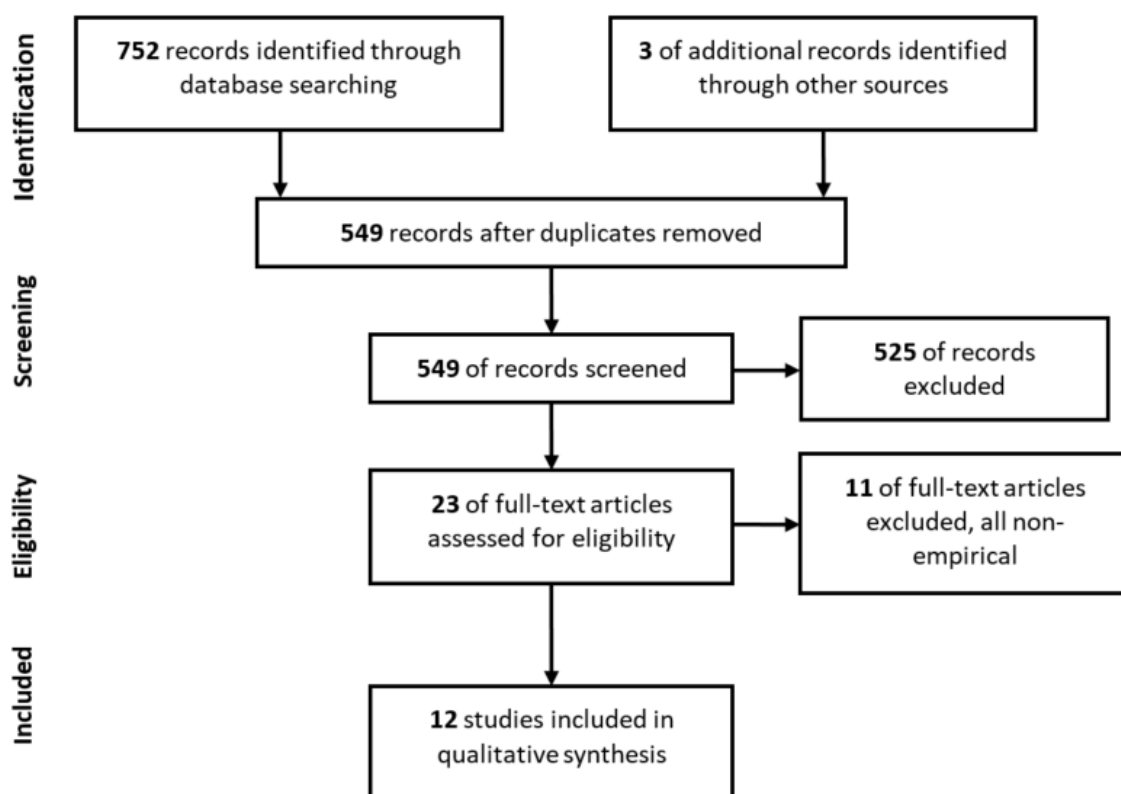 Identification
752 records identified through
database searching
3 of additional records identified
through other sources
549 records after duplicates removed
Screening
549 of records screened
525 of records
excluded
Eligibility
23 of full-text articles
assessed for eligibility
11 of full-text articles
excluded, all non-
empirical
Included
12 studies included in
qualitative synthesis